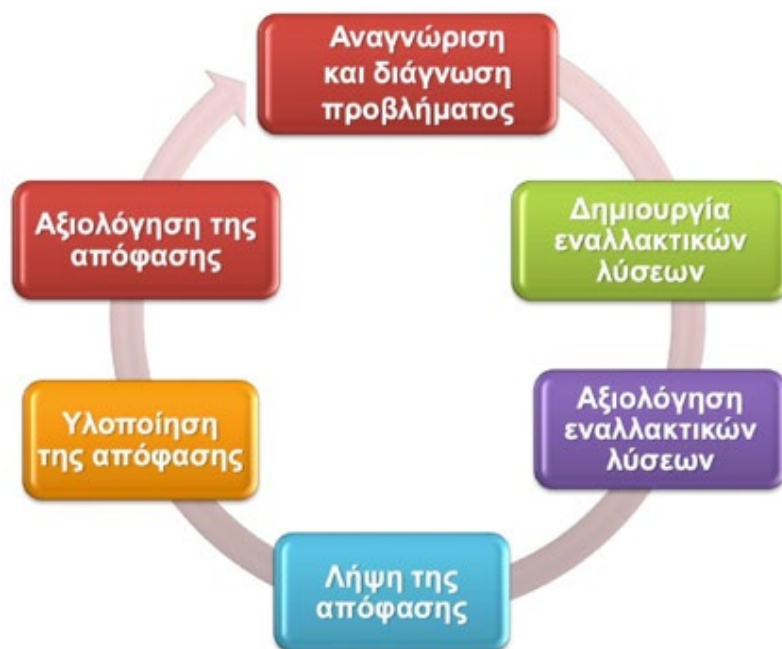 Αναγνώριση
και διάγνωση
προβλήματος
Δημιουργία
εναλλακτικών
λύσεων
Αξιολόγηση
εναλλακτικών
λύσεων
Λήψη της
απόφασης
Υλοποίηση
της απόφασης
Αξιολόγηση της
απόφασης